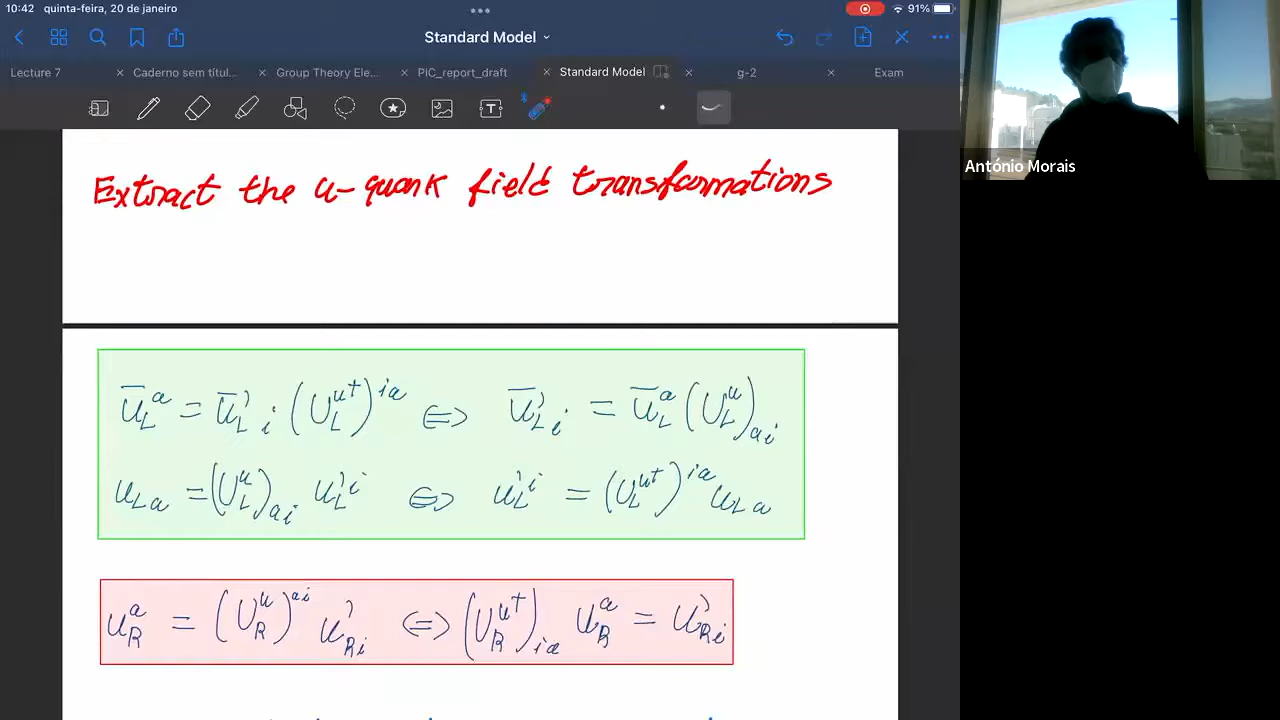 10:42 quinta-feira, 20 de janeiro
91%
Standard Model
Lecture 7 × Caderno sem títul... × Group Theory Ele... × PIC_report_draft × Standard Model × g-2 × Exam
António Morais
Extract the u-quark field transformations
ū_L^a = ū'_{L i} (U_L^{u†})^{ia} ⇔ ū'_{L i} = ū_L^a (U_L^u)_{ai}
u_{La} = (U_L^u)_{ai} u'_L^i ⇔ u'_L^i = (U_L^{u†})^{ia} u_{La}
u_R^a = (U_R^u)^{ai} u'_{Ri} ⇔ (U_R^{u†})_{ia} u_R^a = u'_{Ri}